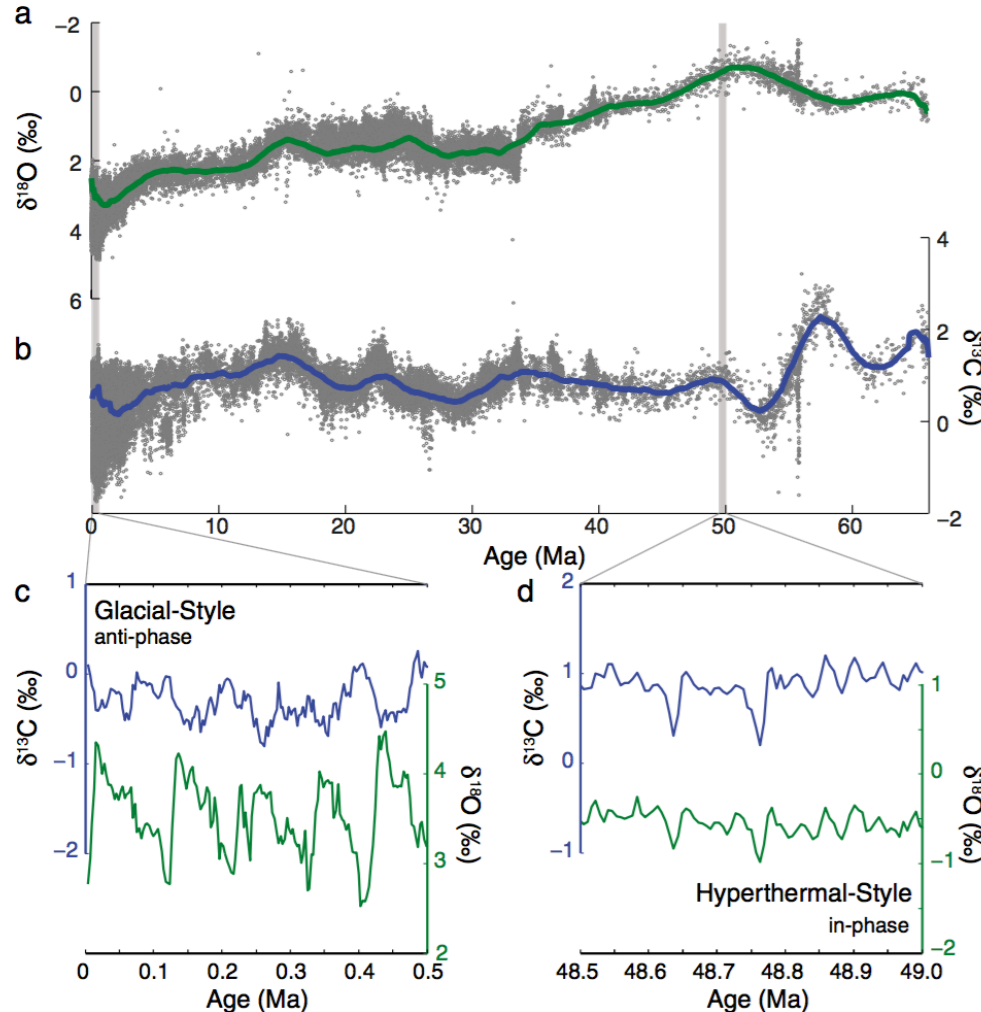 a
-2
0
2
4
6
δ18O (‰)
4
2
0
-2
δ13C (‰)
b
0 10 20 30 40 50 60
Age (Ma)
c
1
0
-1
-2
δ13C (‰)
Glacial-Style
anti-phase
5
4
3
2
δ18O (‰)
0 0.1 0.2 0.3 0.4 0.5
Age (Ma)
d
2
1
0
-1
δ13C (‰)
1
0
-1
-2
δ18O (‰)
Hyperthermal-Style
in-phase
48.5 48.6 48.7 48.8 48.9 49.0
Age (Ma)